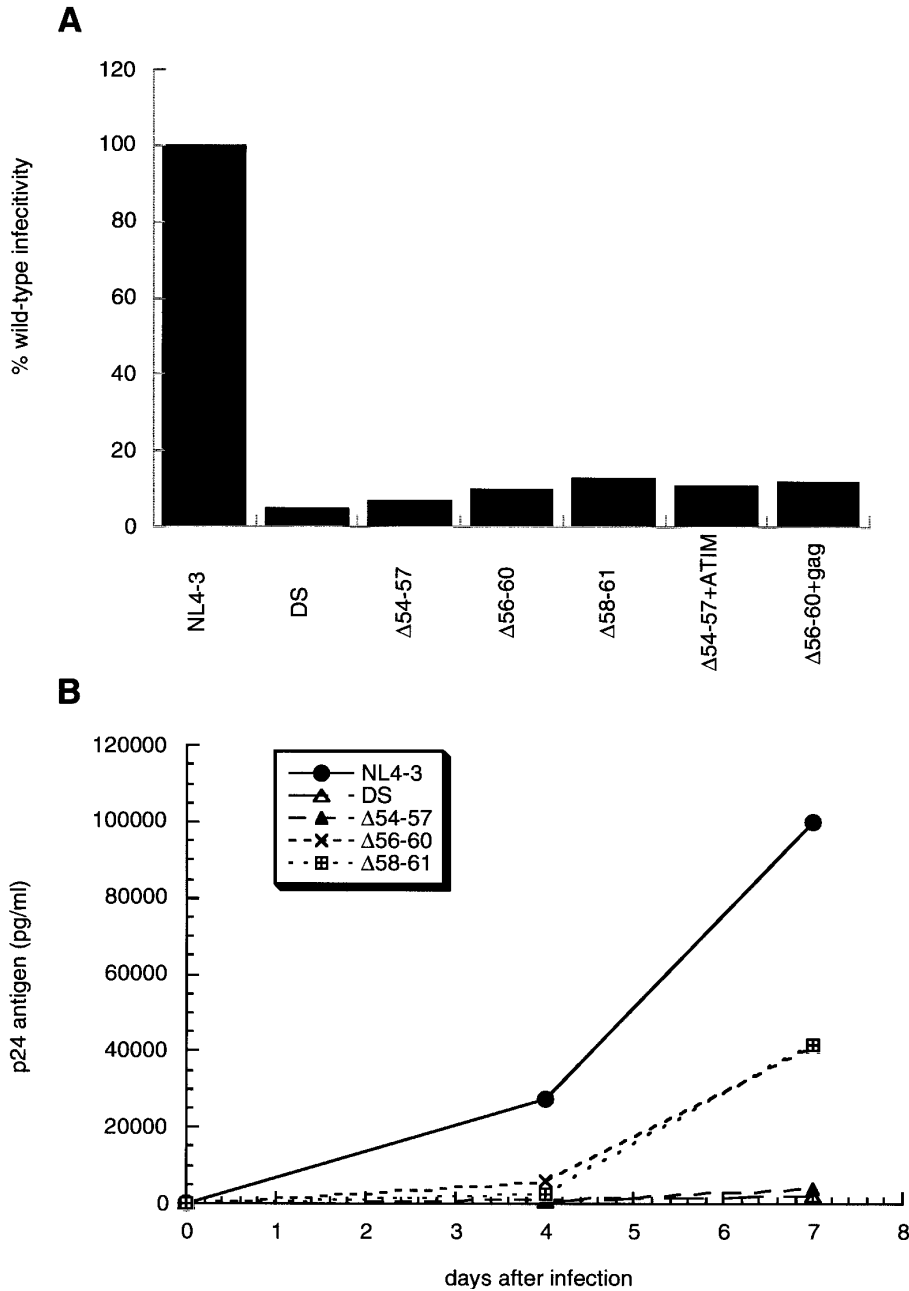 A
120
100
80
60
40
20
0
% wild-type infecitivity
NL4-3
DS
Δ54-57
Δ56-60
Δ58-61
Δ54-57+ATIM
Δ56-60+gag
B
120000
100000
80000
60000
40000
20000
0
p24 antigen (pg/ml)
NL4-3
DS
Δ54-57
Δ56-60
Δ58-61
0 1 2 3 4 5 6 7 8
days after infection